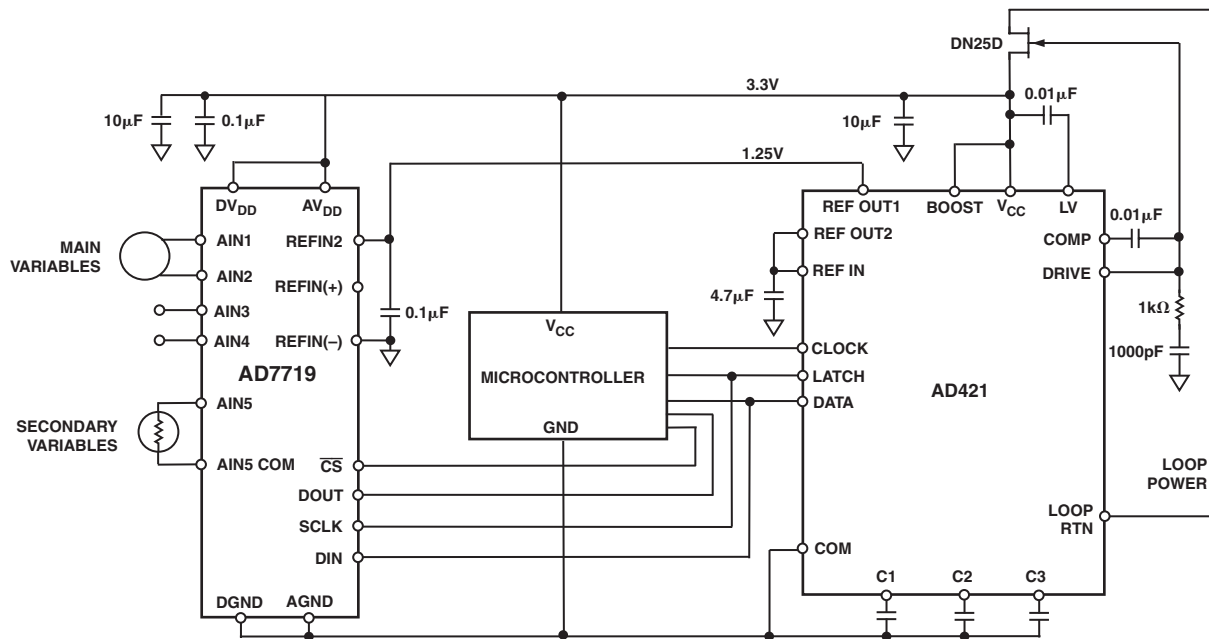 DN25D
3.3V
0.01μF
10μF
0.1μF
10μF
1.25V
DVDD
AVDD
REF OUT1
BOOST
VCC
LV
MAIN
VARIABLES
AIN1
REFIN2
REF OUT2
COMP
0.01μF
AIN2
REFIN(+)
REF IN
DRIVE
AIN3
0.1μF
4.7μF
1kΩ
AIN4
REFIN(–)
VCC
CLOCK
1000pF
AD7719
MICROCONTROLLER
LATCH
AD421
DATA
AIN5
GND
SECONDARY
VARIABLES
AIN5 COM
CS
DOUT
LOOP
POWER
SCLK
LOOP
RTN
DIN
COM
DGND
AGND
C1
C2
C3